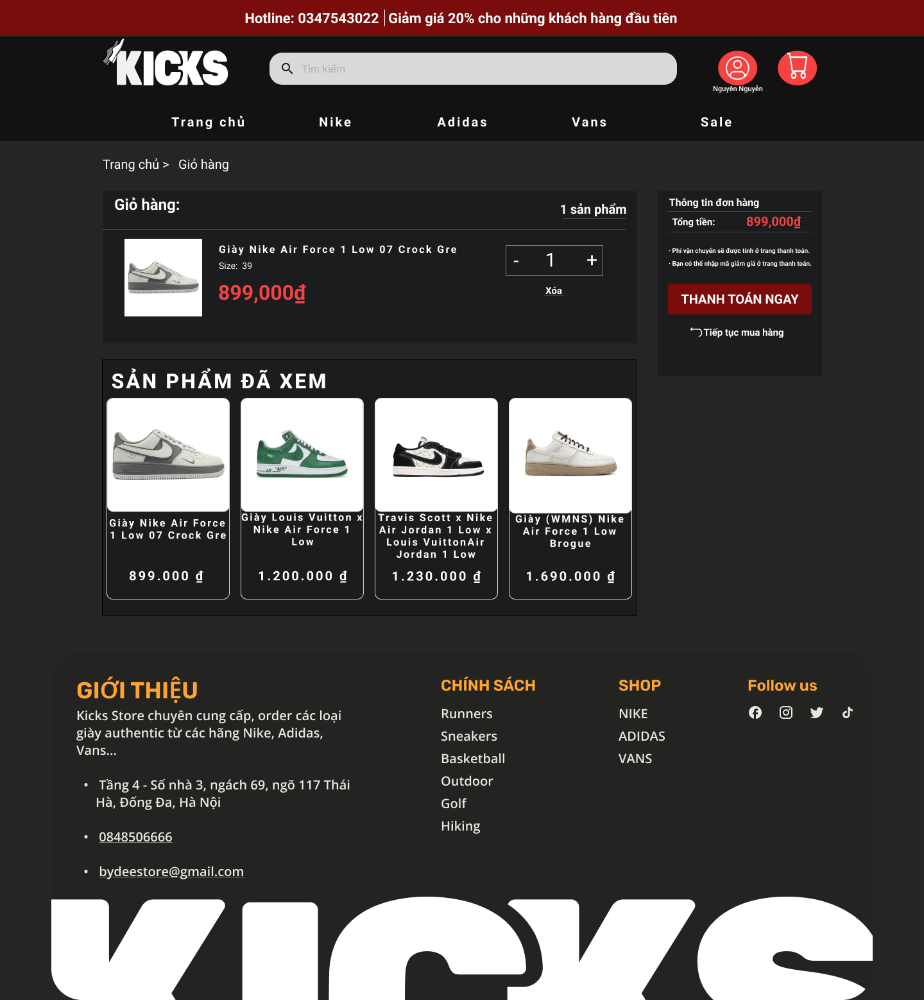 Hotline: 0347543022 Giảm giá 20% cho những khách hàng đầu tiên
KICKS
Tìm kiếm
Nguyên Nguyên
Trang chủ Nike Adidas Vans Sale
Trang chủ > Giỏ hàng
Giỏ hàng:
1 sản phẩm
Giày Nike Air Force 1 Low 07 Crock Gre
Size: 39
899,000₫
- 1 +
Xóa
Thông tin đơn hàng
Tổng tiền: 899,000₫
· Phí vận chuyển sẽ được tính ở trang thanh toán.
· Bạn có thể nhập mã giảm giá ở trang thanh toán.
THANH TOÁN NGAY
Tiếp tục mua hàng
SẢN PHẨM ĐÃ XEM
Giày Nike Air Force
1 Low 07 Crock Gre
899.000 ₫
AIR "AIR"
Giày Louis Vuitton x
Nike Air Force 1
Low
1.200.000 ₫
Travis Scott x Nike
Air Jordan 1 Low x
Louis VuittonAir
Jordan 1 Low
1.230.000 ₫
Giày (WMNS) Nike
Air Force 1 Low
Brogue
1.690.000 ₫
GIỚI THIỆU
Kicks Store chuyên cung cấp, order các loại
giày authentic từ các hãng Nike, Adidas,
Vans...
• Tầng 4 - Số nhà 3, ngách 69, ngõ 117 Thái
Hà, Đống Đa, Hà Nội
• 0848506666
• bydeestore@gmail.com
CHÍNH SÁCH
Runners
Sneakers
Basketball
Outdoor
Golf
Hiking
SHOP
NIKE
ADIDAS
VANS
Follow us
KICKS